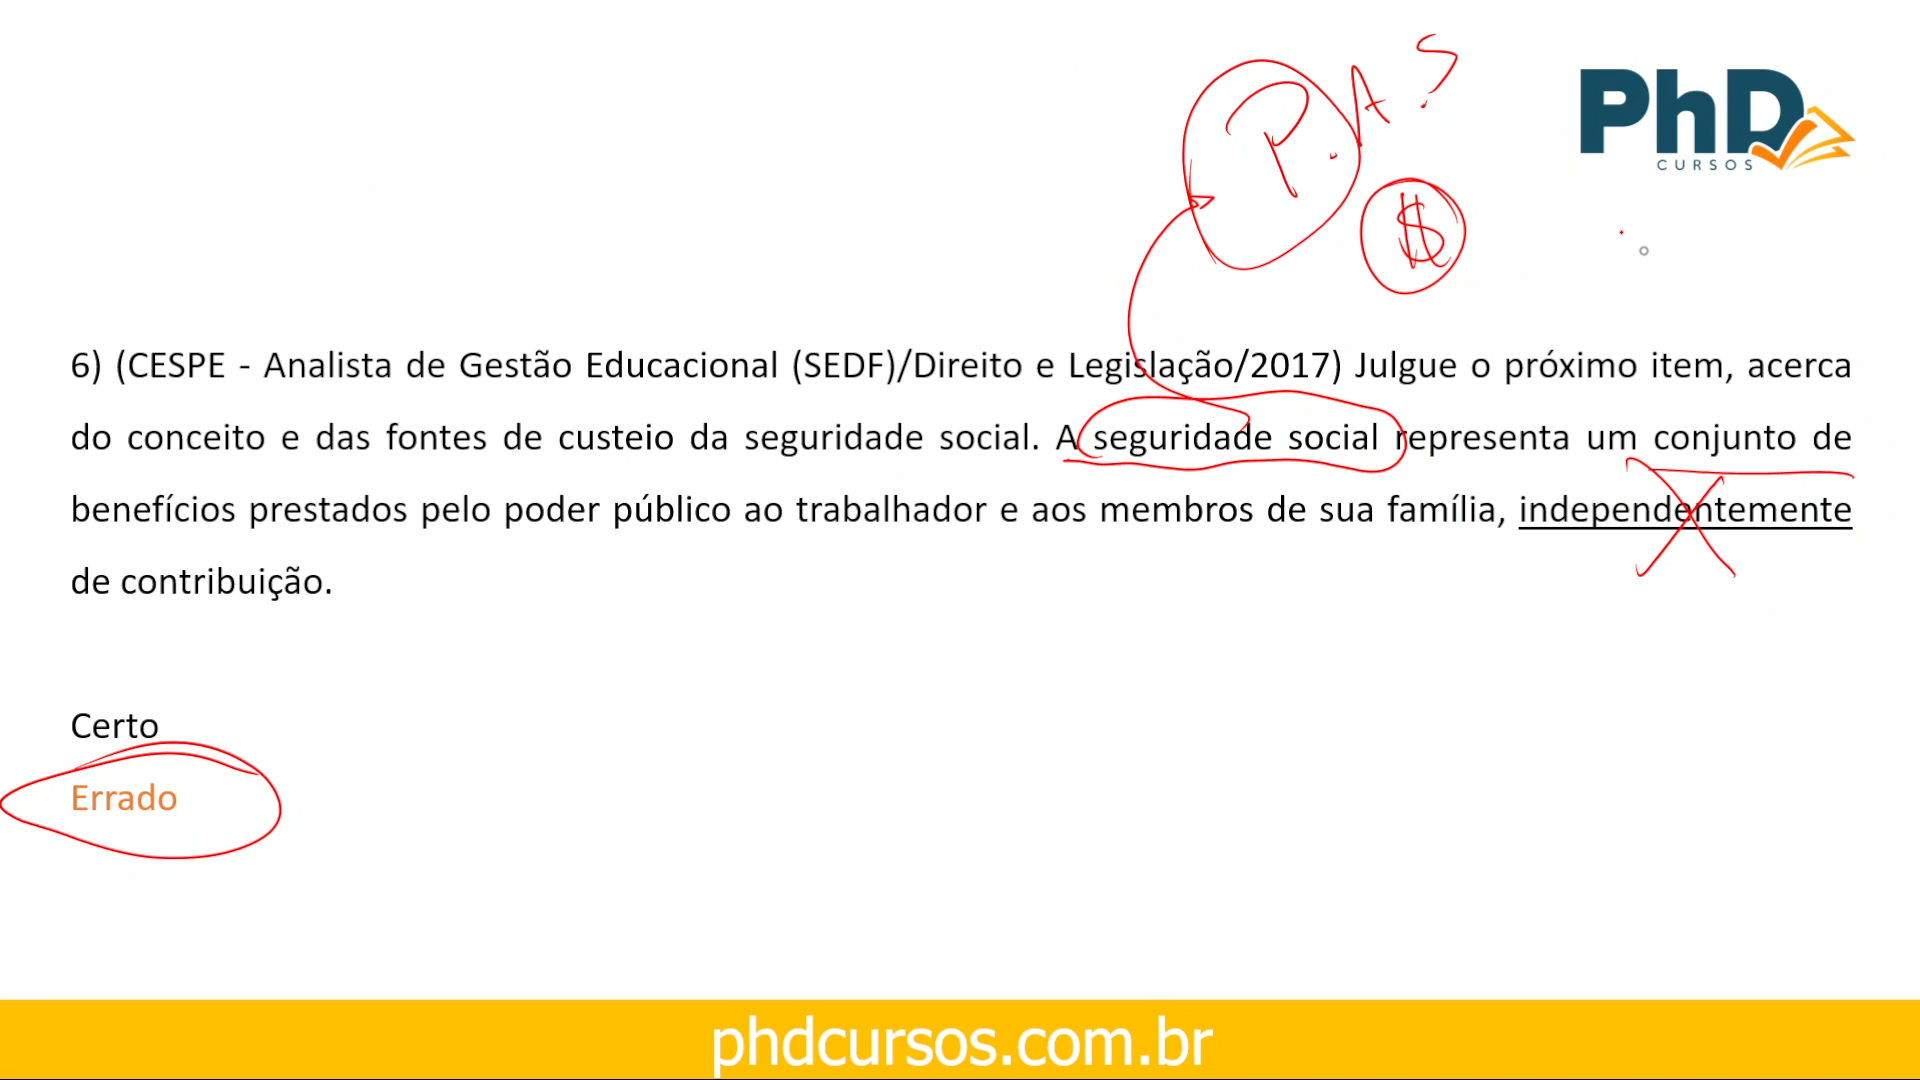 P.A.S
$
PhD
CURSOS
6) (CESPE - Analista de Gestão Educacional (SEDF)/Direito e Legislação/2017) Julgue o próximo item, acerca
do conceito e das fontes de custeio da seguridade social. A seguridade social representa um conjunto de
benefícios prestados pelo poder público ao trabalhador e aos membros de sua família, independentemente
de contribuição.
Certo
Errado
phdcursos.com.br